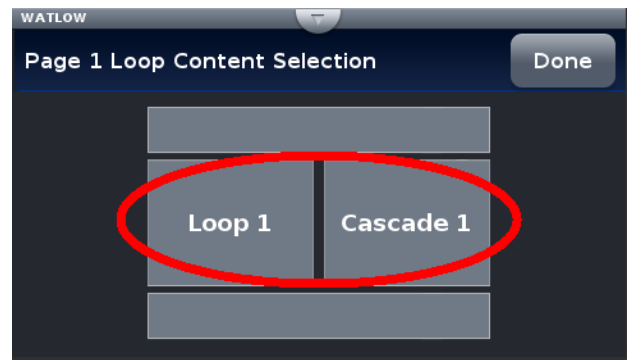 WATLOW
Page 1 Loop Content Selection
Done
Loop 1
Cascade 1